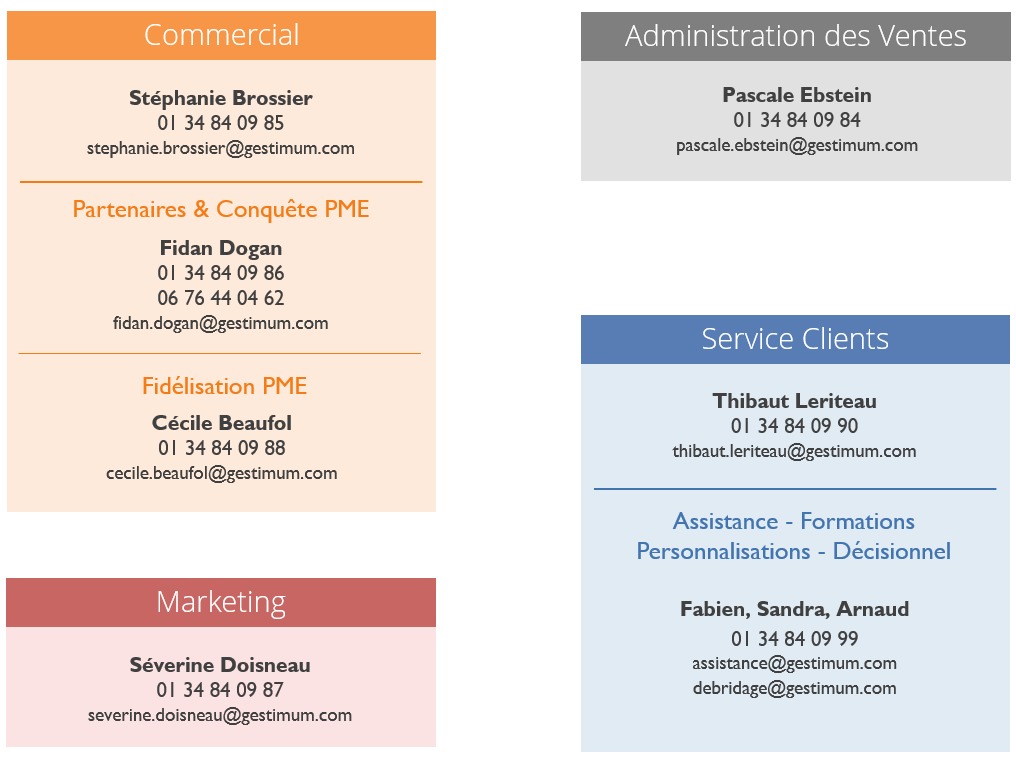 Commercial
Stéphanie Brossier
01 34 84 09 85
stephanie.brossier@gestimum.com
Partenaires & Conquête PME
Fidan Dogan
01 34 84 09 86
06 76 44 04 62
fidan.dogan@gestimum.com
Fidélisation PME
Cécile Beaufol
01 34 84 09 88
cecile.beaufol@gestimum.com
Marketing
Séverine Doisneau
01 34 84 09 87
severine.doisneau@gestimum.com
Administration des Ventes
Pascale Ebstein
01 34 84 09 84
pascale.ebstein@gestimum.com
Service Clients
Thibaut Leriteau
01 34 84 09 90
thibaut.leriteau@gestimum.com
Assistance - Formations
Personnalisations - Décisionnel
Fabien, Sandra, Arnaud
01 34 84 09 99
assistance@gestimum.com
debridage@gestimum.com